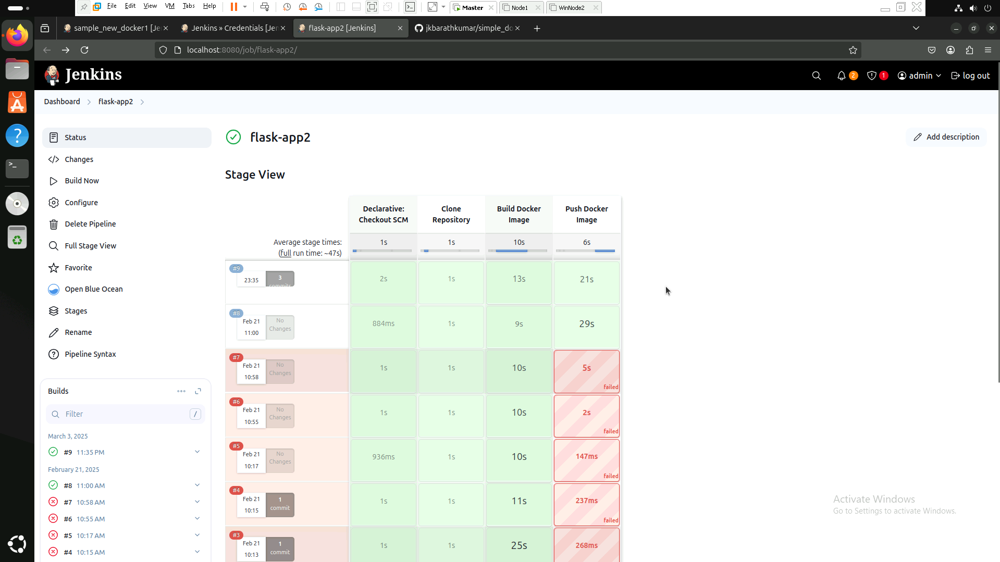 File Edit View VM Tabs Help Master Node1 WinNode2
sample_new_docker1 [Je
Jenkins » Credentials [Jen
flask-app2 [Jenkins]
jkbarathkumar/simple_do
localhost:8080/job/flask-app2/
Jenkins
2
1
admin
log out
Dashboard
flask-app2
Status
Changes
Build Now
Configure
Delete Pipeline
Full Stage View
Favorite
Open Blue Ocean
Stages
Rename
Pipeline Syntax
Builds
Filter
/
March 3, 2025
#9 11:35 PM
February 21, 2025
#8 11:00 AM
#7 10:58 AM
#6 10:55 AM
#5 10:17 AM
#4 10:15 AM
flask-app2
Add description
Stage View
Declarative: Checkout SCM
Clone Repository
Build Docker Image
Push Docker Image
Average stage times:
(full run time: ~47s)
1s 1s 10s 6s
#9
23:35
3
commits
2s 1s 13s 21s
#8
Feb 21
11:00
No
Changes
884ms 1s 9s 29s
#7
Feb 21
10:58
No
Changes
1s 1s 10s 5s
failed
#6
Feb 21
10:55
No
Changes
1s 1s 10s 2s
failed
#5
Feb 21
10:17
No
Changes
936ms 1s 10s 147ms
failed
#4
Feb 21
10:15
1
commit
1s 1s 11s 237ms
failed
#3
Feb 21
10:13
1
commit
1s 1s 25s 268ms
Activate Windows
Go to Settings to activate Windows.